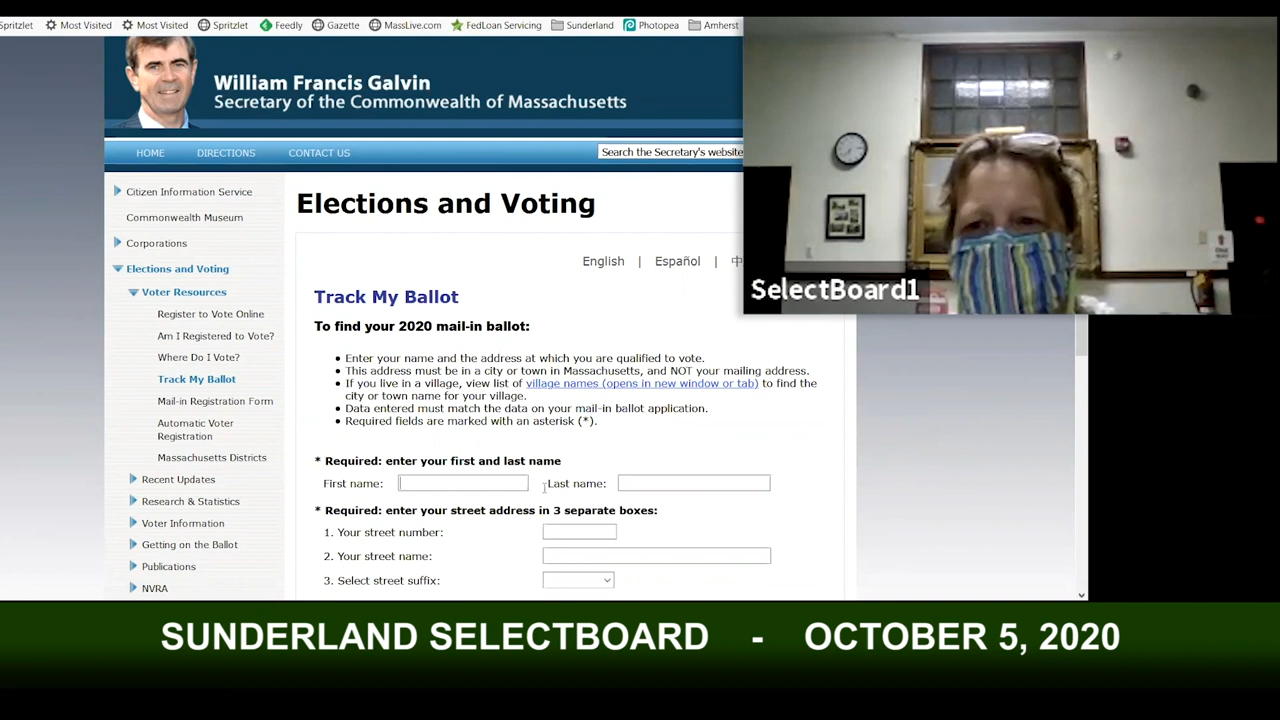 Spritzlet Most Visited Most Visited Spritzlet Feedly Gazette MassLive.com FedLoan Servicing Sunderland Photopea Amherst
William Francis Galvin
Secretary of the Commonwealth of Massachusetts
HOME DIRECTIONS CONTACT US Search the Secretary's website
Citizen Information Service
Commonwealth Museum
Corporations
Elections and Voting
Voter Resources
Register to Vote Online
Am I Registered to Vote?
Where Do I Vote?
Track My Ballot
Mail-in Registration Form
Automatic Voter
Registration
Massachusetts Districts
Recent Updates
Research & Statistics
Voter Information
Getting on the Ballot
Publications
NVRA
Elections and Voting
English | Español | 中
Track My Ballot
To find your 2020 mail-in ballot:
• Enter your name and the address at which you are qualified to vote.
• This address must be in a city or town in Massachusetts, and NOT your mailing address.
• If you live in a village, view list of village names (opens in new window or tab) to find the
city or town name for your village.
• Data entered must match the data on your mail-in ballot application.
• Required fields are marked with an asterisk (*).
* Required: enter your first and last name
First name: Last name:
* Required: enter your street address in 3 separate boxes:
1. Your street number:
2. Your street name:
3. Select street suffix:
SelectBoard1
SUNDERLAND SELECTBOARD - OCTOBER 5, 2020